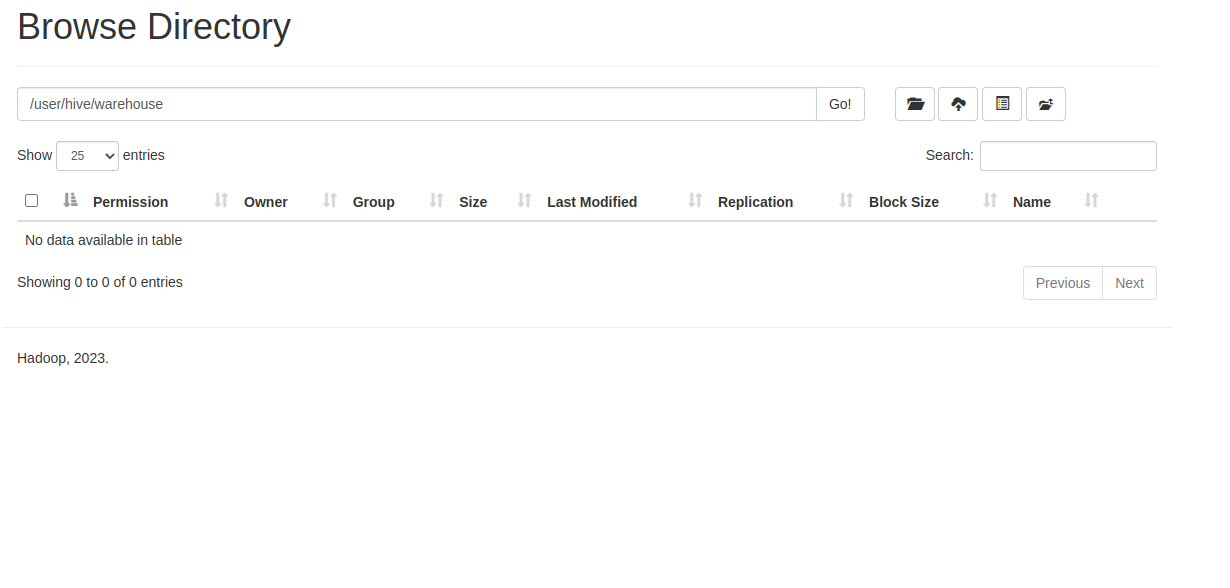 Browse Directory
/user/hive/warehouse Go!
Show 25 entries Search:
Permission Owner Group Size Last Modified Replication Block Size Name
No data available in table
Showing 0 to 0 of 0 entries Previous Next
Hadoop, 2023.